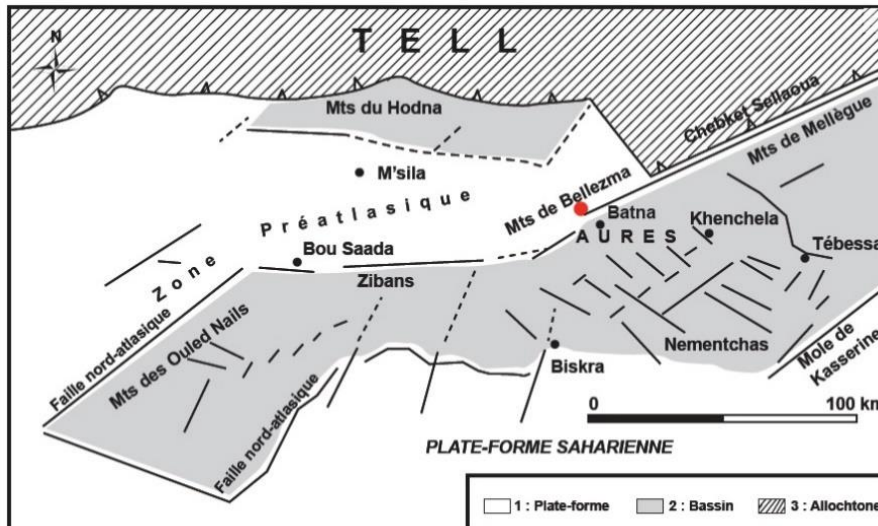 TELL
N
Mts du Hodna
Chebket Sellaoua
Mts de Mellègue
M'sila
Mts de Bellezma
Préatlasique
Zone
Batna
Khenchela
AURES
Bou Saada
Tébessa
Zibans
Faille nord-atlasique
Mts des Ouled Nails
Nementchas
Mole de
Kasserine
Biskra
Faille nord-atlasique
0 100 km
PLATE-FORME SAHARIENNE
1 : Plate-forme 2 : Bassin 3 : Allochtone